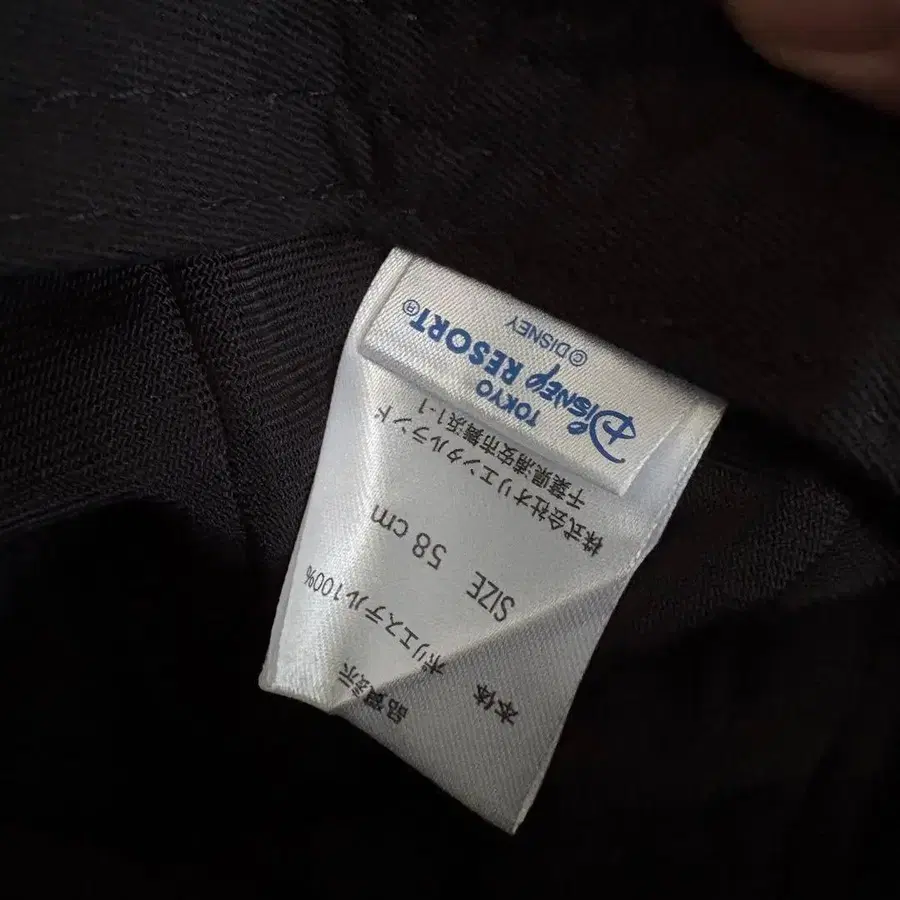 品質表示
本体 ポリエステル100%
SIZE 58 cm
株式会社オリエンタルランド
千葉県浦安市舞浜1-1
TOKYO
Disney RESORT®
©DISNEY